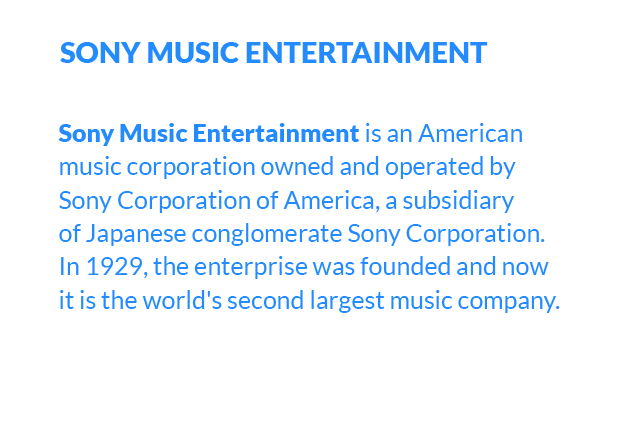 SONY MUSIC ENTERTAINMENT
Sony Music Entertainment is an American
music corporation owned and operated by
Sony Corporation of America, a subsidiary
of Japanese conglomerate Sony Corporation.
In 1929, the enterprise was founded and now
it is the world's second largest music company.